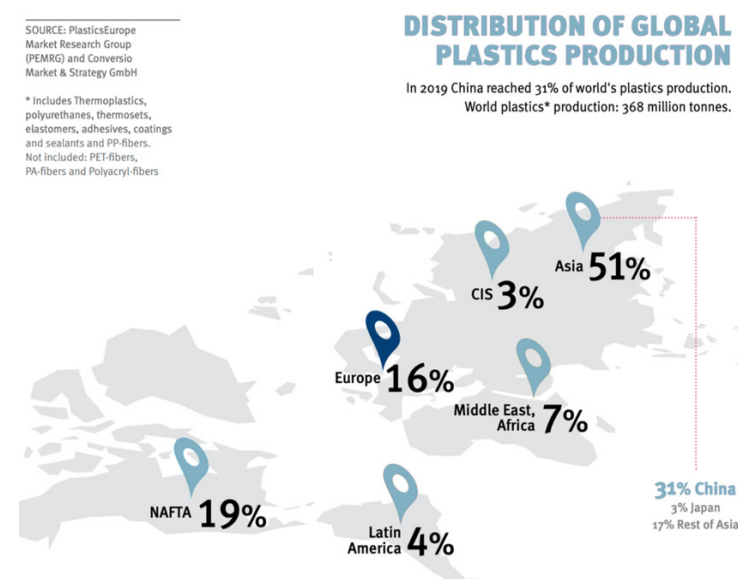 SOURCE: PlasticsEurope
Market Research Group
(PEMRG) and Conversio
Market & Strategy GmbH
* Includes Thermoplastics,
polyurethanes, thermosets,
elastomers, adhesives, coatings
and sealants and PP-fibers.
Not included: PET-fibers,
PA-fibers and Polyacryl-fibers
DISTRIBUTION OF GLOBAL
PLASTICS PRODUCTION
In 2019 China reached 31% of world's plastics production.
World plastics* production: 368 million tonnes.
Asia 51%
CIS 3%
Europe 16%
Middle East,
Africa 7%
NAFTA 19%
Latin
America 4%
31% China
3% Japan
17% Rest of Asia